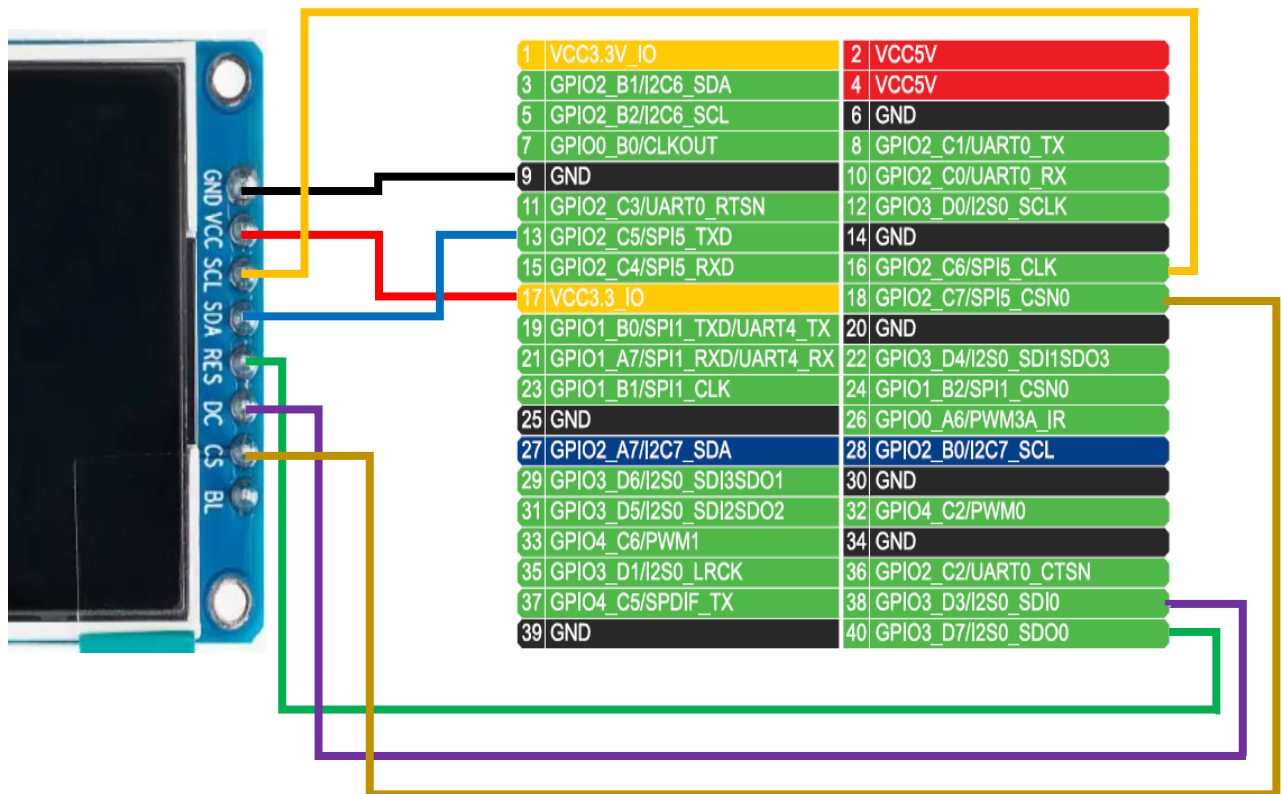 GND
VCC
SCL
SDA
RES
DC
CS
BL
1 VCC3.3V_IO 2 VCC5V
3 GPIO2_B1/I2C6_SDA 4 VCC5V
5 GPIO2_B2/I2C6_SCL 6 GND
7 GPIO0_B0/CLKOUT 8 GPIO2_C1/UART0_TX
9 GND 10 GPIO2_C0/UART0_RX
11 GPIO2_C3/UART0_RTSN 12 GPIO3_D0/I2S0_SCLK
13 GPIO2_C5/SPI5_TXD 14 GND
15 GPIO2_C4/SPI5_RXD 16 GPIO2_C6/SPI5_CLK
17 VCC3.3_IO 18 GPIO2_C7/SPI5_CSN0
19 GPIO1_B0/SPI1_TXD/UART4_TX 20 GND
21 GPIO1_A7/SPI1_RXD/UART4_RX 22 GPIO3_D4/I2S0_SDI1SDO3
23 GPIO1_B1/SPI1_CLK 24 GPIO1_B2/SPI1_CSN0
25 GND 26 GPIO0_A6/PWM3A_IR
27 GPIO2_A7/I2C7_SDA 28 GPIO2_B0/I2C7_SCL
29 GPIO3_D6/I2S0_SDI3SDO1 30 GND
31 GPIO3_D5/I2S0_SDI2SDO2 32 GPIO4_C2/PWM0
33 GPIO4_C6/PWM1 34 GND
35 GPIO3_D1/I2S0_LRCK 36 GPIO2_C2/UART0_CTSN
37 GPIO4_C5/SPDIF_TX 38 GPIO3_D3/I2S0_SDI0
39 GND 40 GPIO3_D7/I2S0_SDO0